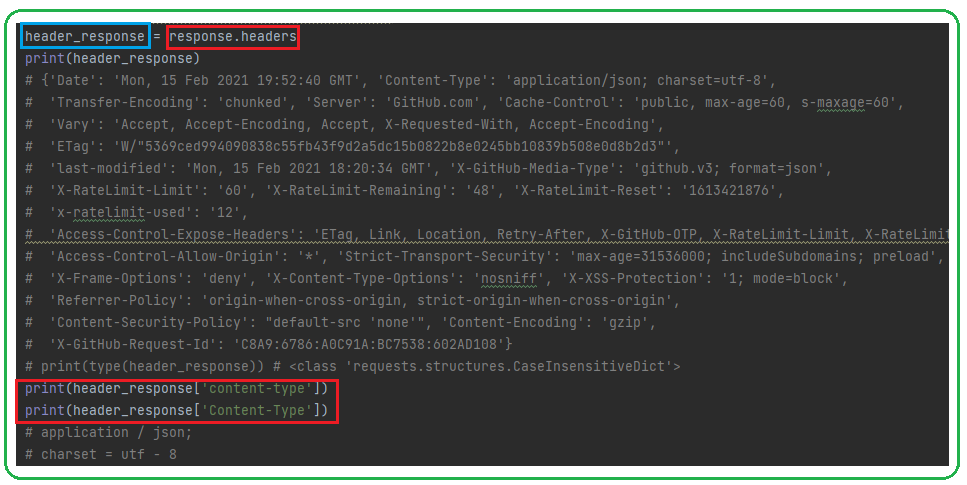 header_response = response.headers
print(header_response)
# {'Date': 'Mon, 15 Feb 2021 19:52:40 GMT', 'Content-Type': 'application/json; charset=utf-8',
#  'Transfer-Encoding': 'chunked', 'Server': 'GitHub.com', 'Cache-Control': 'public, max-age=60, s-maxage=60',
#  'Vary': 'Accept, Accept-Encoding, Accept, X-Requested-With, Accept-Encoding',
#  'ETag': 'W/"5369ced994090838c55fb43f9d2a5dc15b0822b8e0245bb10839b508e0d8b2d3"',
#  'last-modified': 'Mon, 15 Feb 2021 18:20:34 GMT', 'X-GitHub-Media-Type': 'github.v3; format=json',
#  'X-RateLimit-Limit': '60', 'X-RateLimit-Remaining': '48', 'X-RateLimit-Reset': '1613421876',
#  'x-ratelimit-used': '12',
#  'Access-Control-Expose-Headers': 'ETag, Link, Location, Retry-After, X-GitHub-OTP, X-RateLimit-Limit, X-RateLimit
#  'Access-Control-Allow-Origin': '*', 'Strict-Transport-Security': 'max-age=31536000; includeSubdomains; preload',
#  'X-Frame-Options': 'deny', 'X-Content-Type-Options': 'nosniff', 'X-XSS-Protection': '1; mode=block',
#  'Referrer-Policy': 'origin-when-cross-origin, strict-origin-when-cross-origin',
#  'Content-Security-Policy': "default-src 'none'", 'Content-Encoding': 'gzip',
#  'X-GitHub-Request-Id': 'C8A9:6786:A0C91A:BC7538:602AD108'}
# print(type(header_response)) # <class 'requests.structures.CaseInsensitiveDict'>
print(header_response['content-type'])
print(header_response['Content-Type'])
# application / json;
# charset = utf - 8